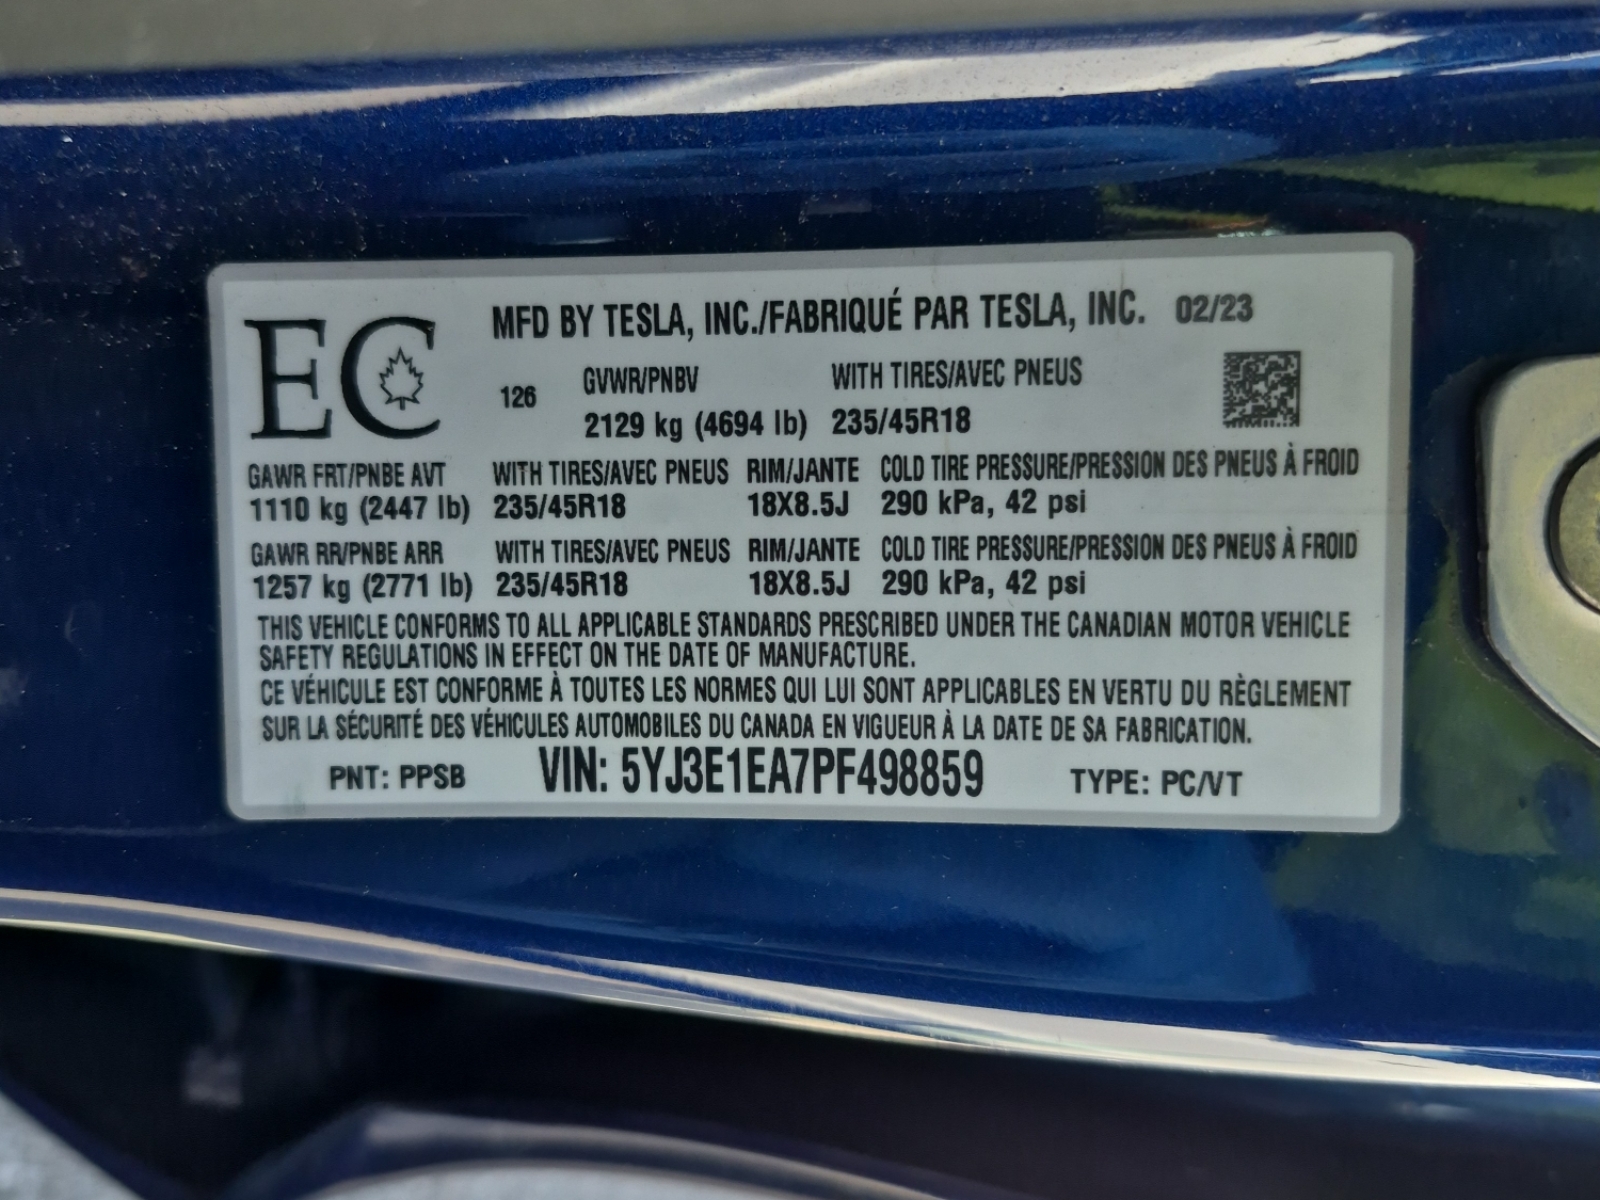 EC
MFD BY TESLA, INC./FABRIQUÉ PAR TESLA, INC. 02/23
126 GVWR/PNBV WITH TIRES/AVEC PNEUS
2129 kg (4694 lb) 235/45R18
GAWR FRT/PNBE AVT WITH TIRES/AVEC PNEUS RIM/JANTE COLD TIRE PRESSURE/PRESSION DES PNEUS À FROID
1110 kg (2447 lb) 235/45R18 18X8.5J 290 kPa, 42 psi
GAWR RR/PNBE ARR WITH TIRES/AVEC PNEUS RIM/JANTE COLD TIRE PRESSURE/PRESSION DES PNEUS À FROID
1257 kg (2771 lb) 235/45R18 18X8.5J 290 kPa, 42 psi
THIS VEHICLE CONFORMS TO ALL APPLICABLE STANDARDS PRESCRIBED UNDER THE CANADIAN MOTOR VEHICLE
SAFETY REGULATIONS IN EFFECT ON THE DATE OF MANUFACTURE.
CE VÉHICULE EST CONFORME À TOUTES LES NORMES QUI LUI SONT APPLICABLES EN VERTU DU RÈGLEMENT
SUR LA SÉCURITÉ DES VÉHICULES AUTOMOBILES DU CANADA EN VIGUEUR À LA DATE DE SA FABRICATION.
PNT: PPSB VIN: 5YJ3E1EA7PF498859 TYPE: PC/VT